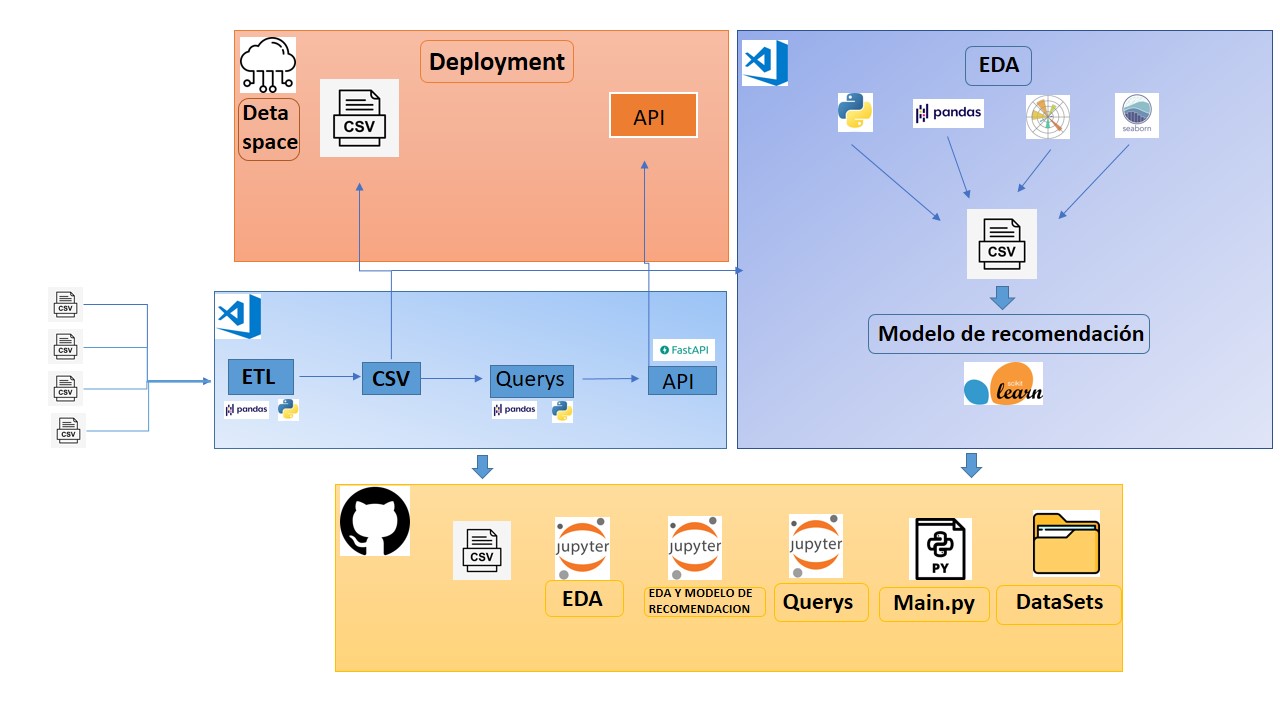 Deployment
Deta
space
CSV
API
EDA
pandas
seaborn
CSV
Modelo de recomendación
scikit
learn
CSV
CSV
CSV
CSV
FastAPI
ETL
CSV
Querys
API
pandas
pandas
CSV
jupyter
jupyter
jupyter
PY
EDA
EDA Y MODELO DE
RECOMENDACION
Querys
Main.py
DataSets